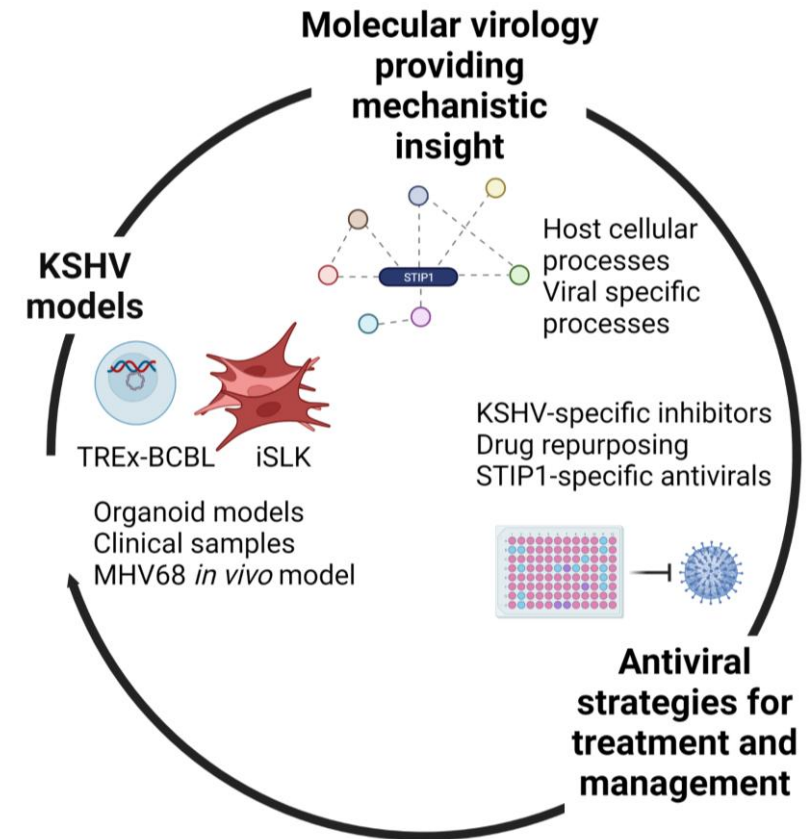 Molecular virology
providing
mechanistic
insight
STIP1
Host cellular
processes
Viral specific
processes
KSHV
models
TREx-BCBL
iSLK
Organoid models
Clinical samples
MHV68 in vivo model
KSHV-specific inhibitors
Drug repurposing
STIP1-specific antivirals
Antiviral
strategies for
treatment and
management